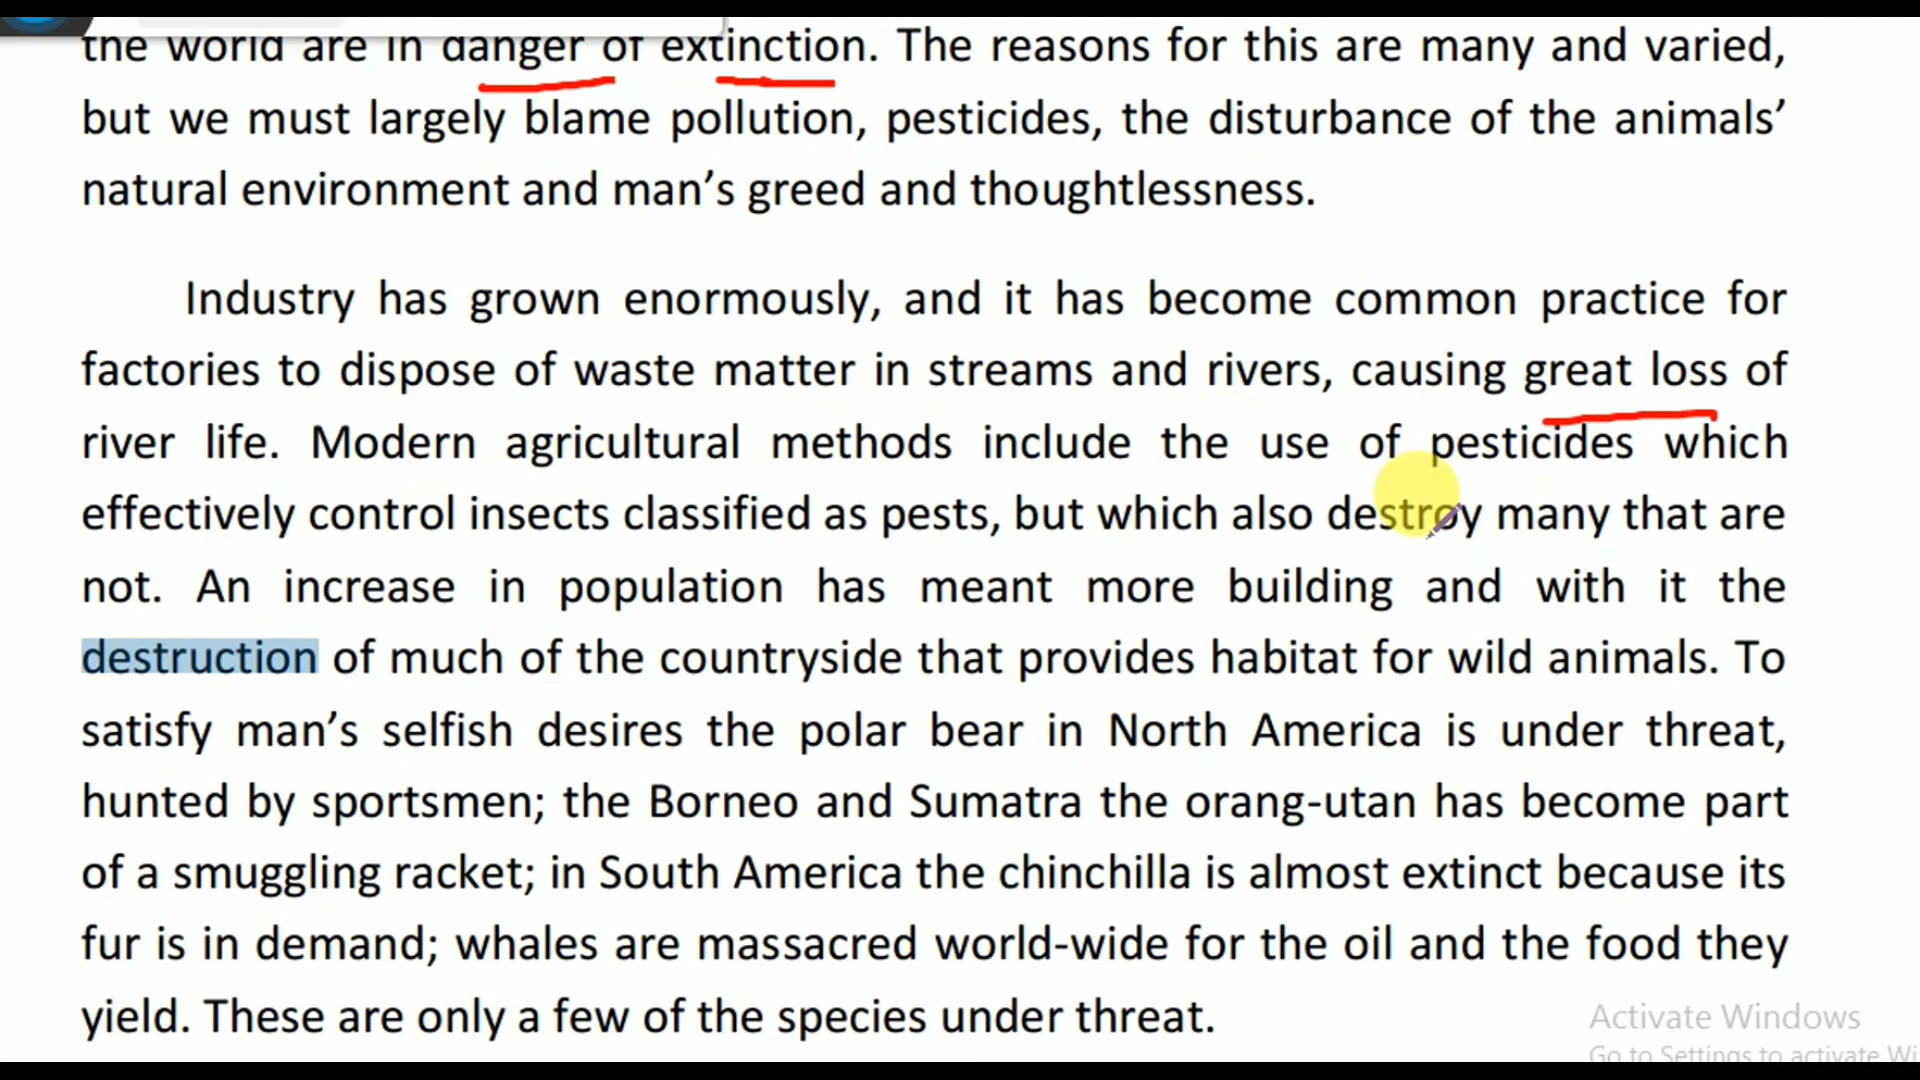 the world are in danger of extinction. The reasons for this are many and varied,
but we must largely blame pollution, pesticides, the disturbance of the animals’
natural environment and man’s greed and thoughtlessness.
Industry has grown enormously, and it has become common practice for
factories to dispose of waste matter in streams and rivers, causing great loss of
river life. Modern agricultural methods include the use of pesticides which
effectively control insects classified as pests, but which also destroy many that are
not. An increase in population has meant more building and with it the
destruction of much of the countryside that provides habitat for wild animals. To
satisfy man’s selfish desires the polar bear in North America is under threat,
hunted by sportsmen; the Borneo and Sumatra the orang-utan has become part
of a smuggling racket; in South America the chinchilla is almost extinct because its
fur is in demand; whales are massacred world-wide for the oil and the food they
yield. These are only a few of the species under threat.
Activate Windows
Go to Settings to activate Wi